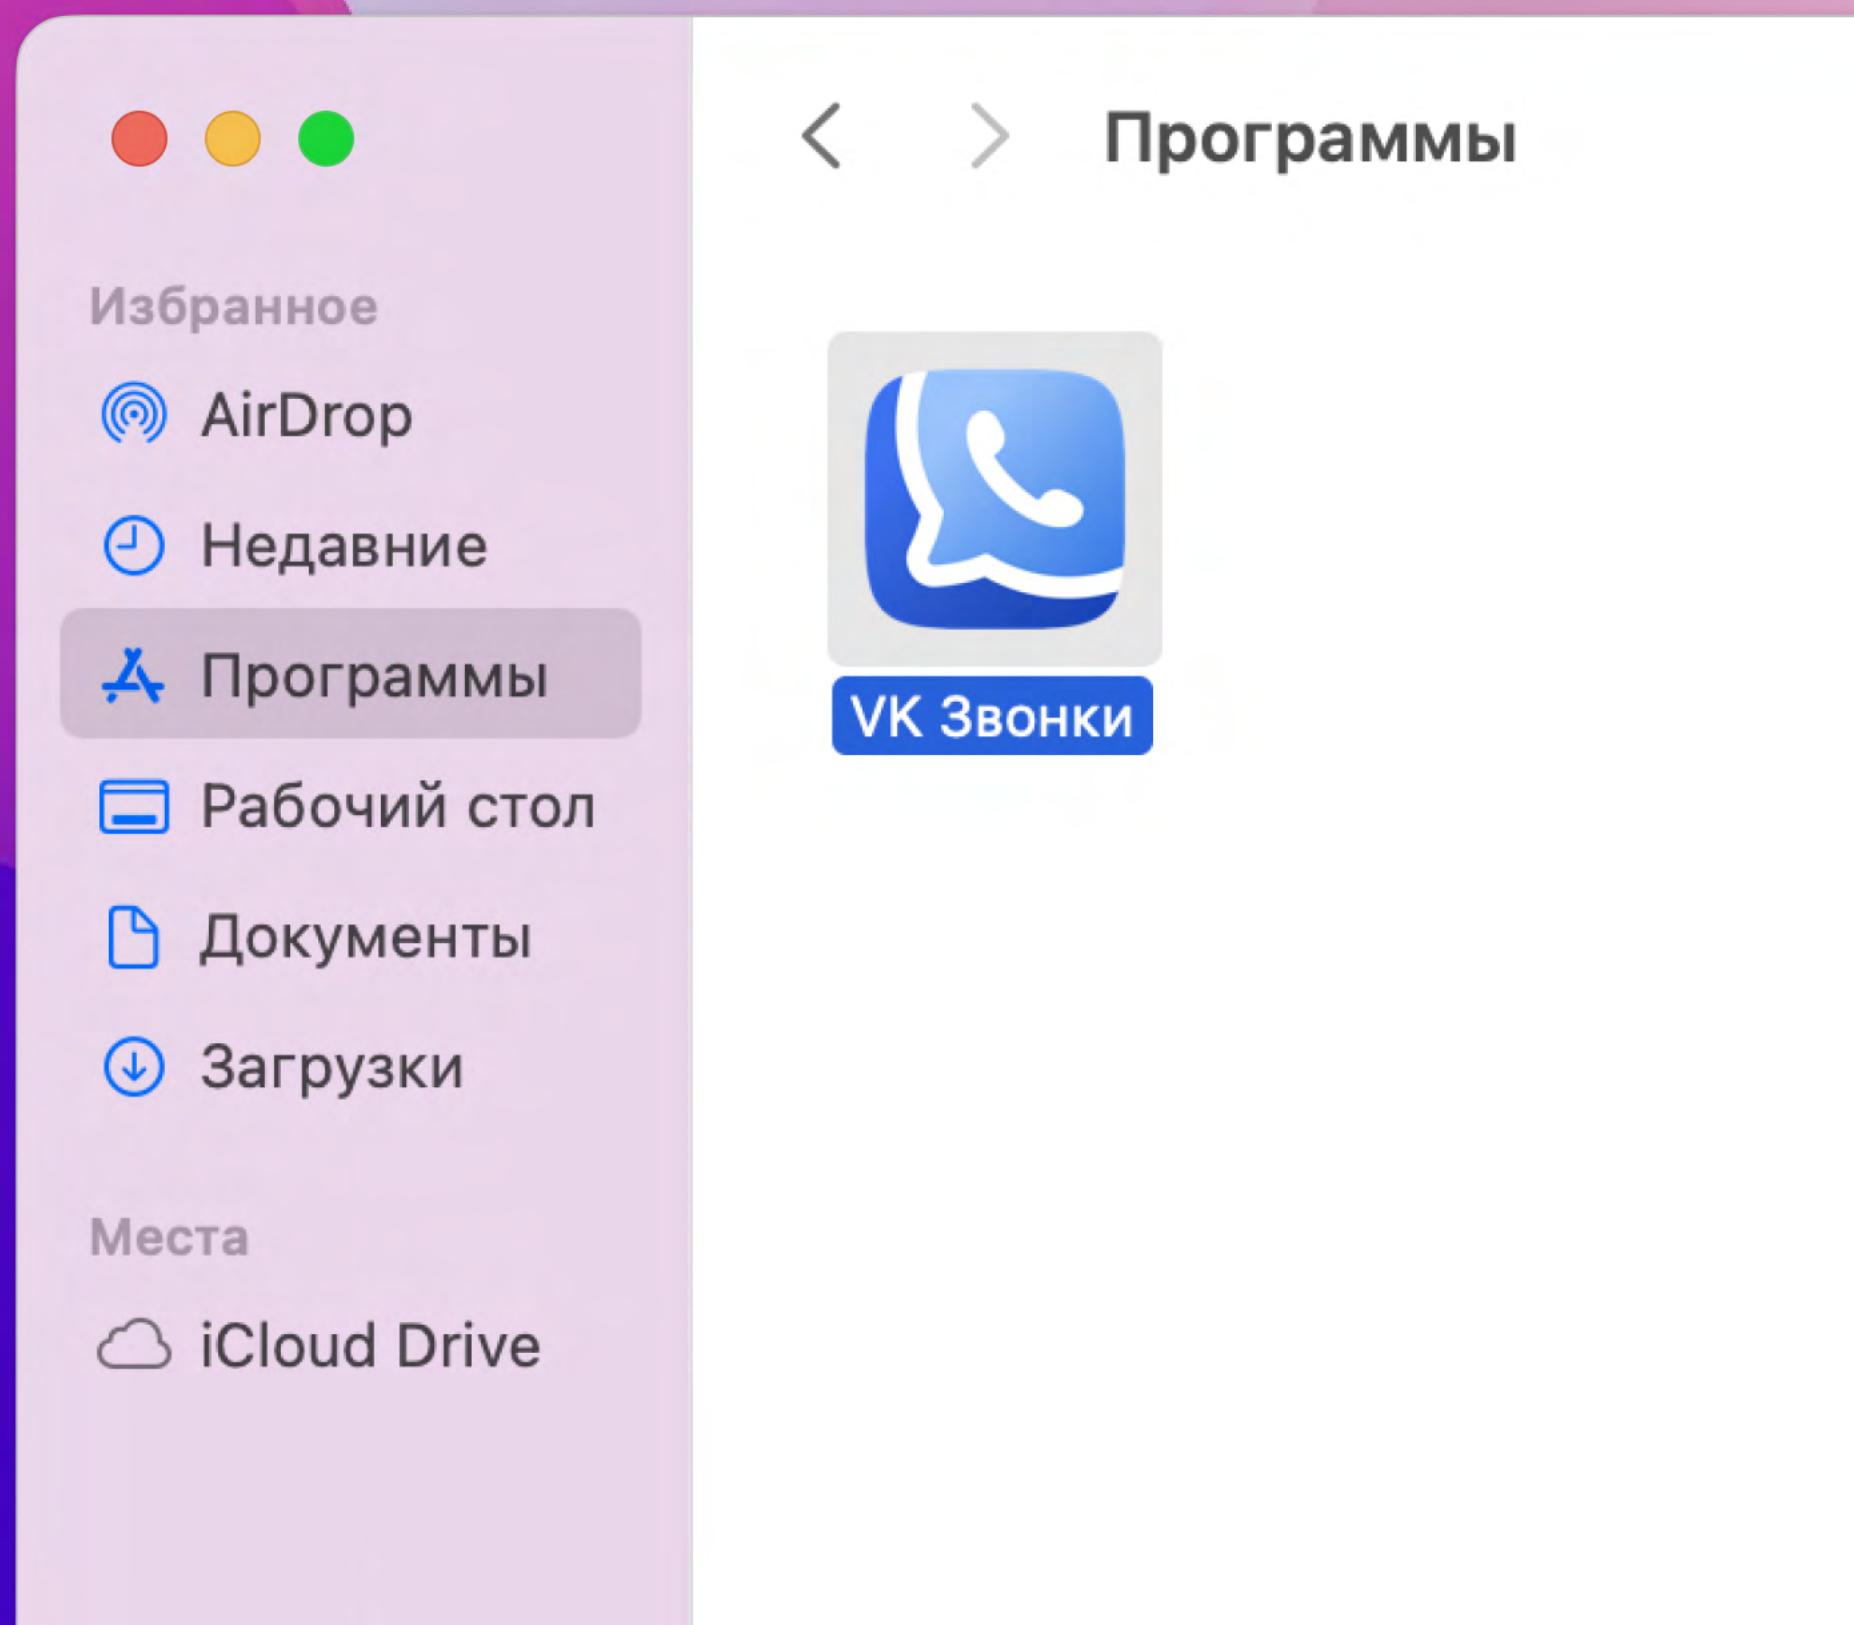 Программы
Избранное
AirDrop
Недавние
Программы
Рабочий стол
Документы
Загрузки
Места
iCloud Drive
VK Звонки